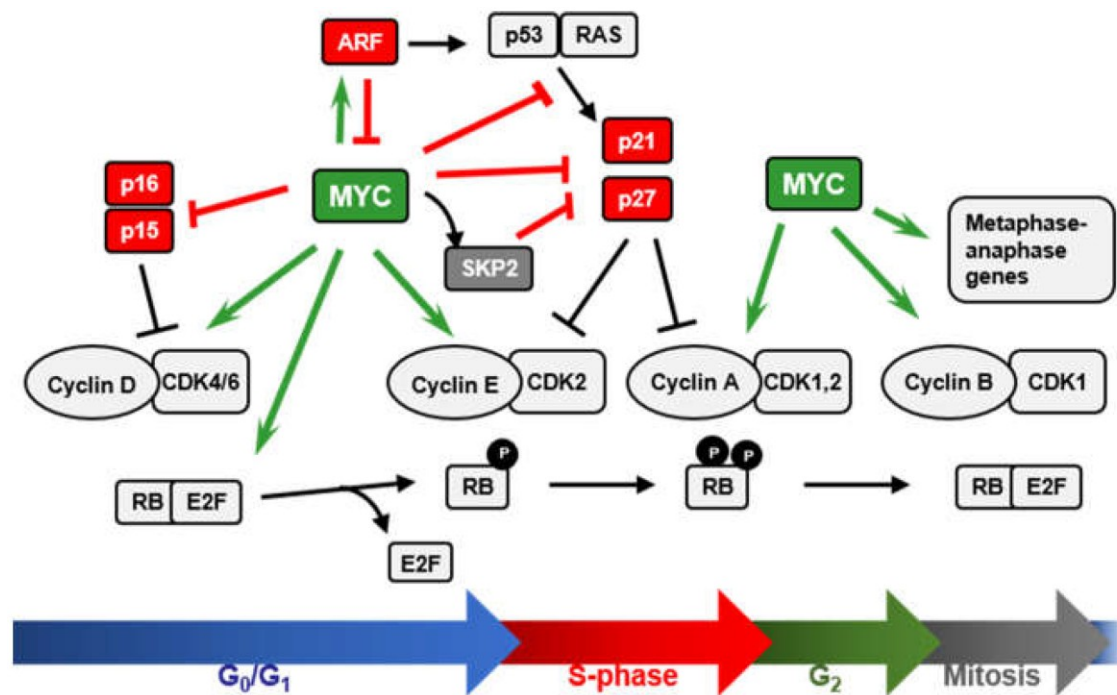 ARF
p53 RAS
p21
p16
MYC
p27
MYC
p15
Metaphase-
anaphase
genes
SKP2
Cyclin D CDK4/6
Cyclin E CDK2
Cyclin A CDK1,2
Cyclin B CDK1
P
P P
RB E2F
RB
RB
RB E2F
E2F
G0/G1
S-phase
G2
Mitosis